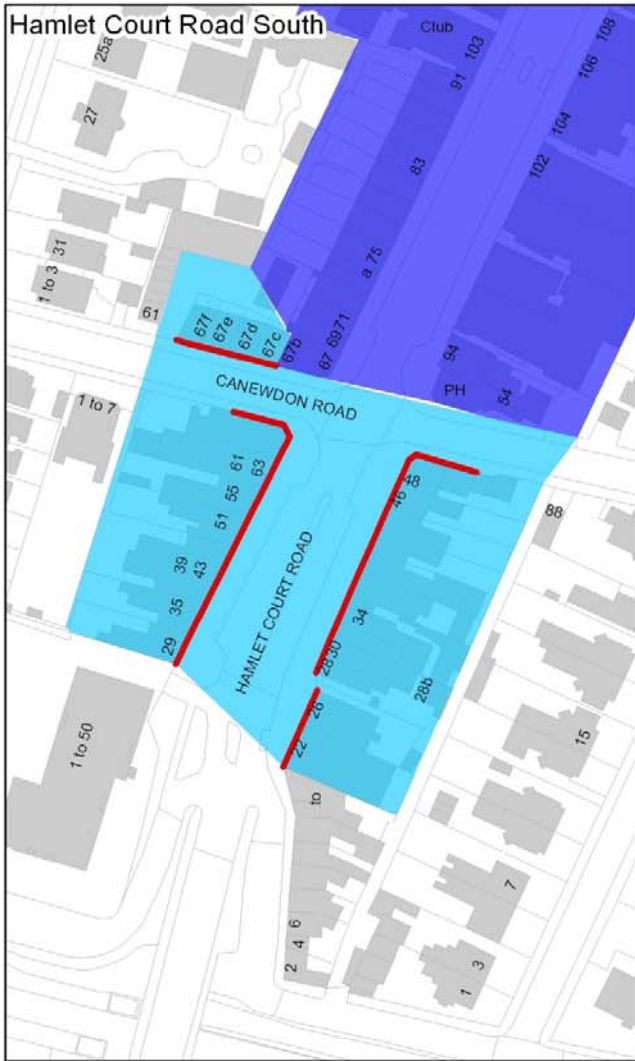 Hamlet Court Road South
Club
103
108
25a
91
106
27
104
83
102
31
1 to 3
a 75
61
67f
67e
67d
67c
67b
67
6971
94
PH
54
CANEWDON ROAD
1 to 7
61
63
48
46
55
51
88
39
43
HAMLET COURT ROAD
35
34
29
2830
28b
26
22
15
1 to 50
to
7
6
4
2
3
1